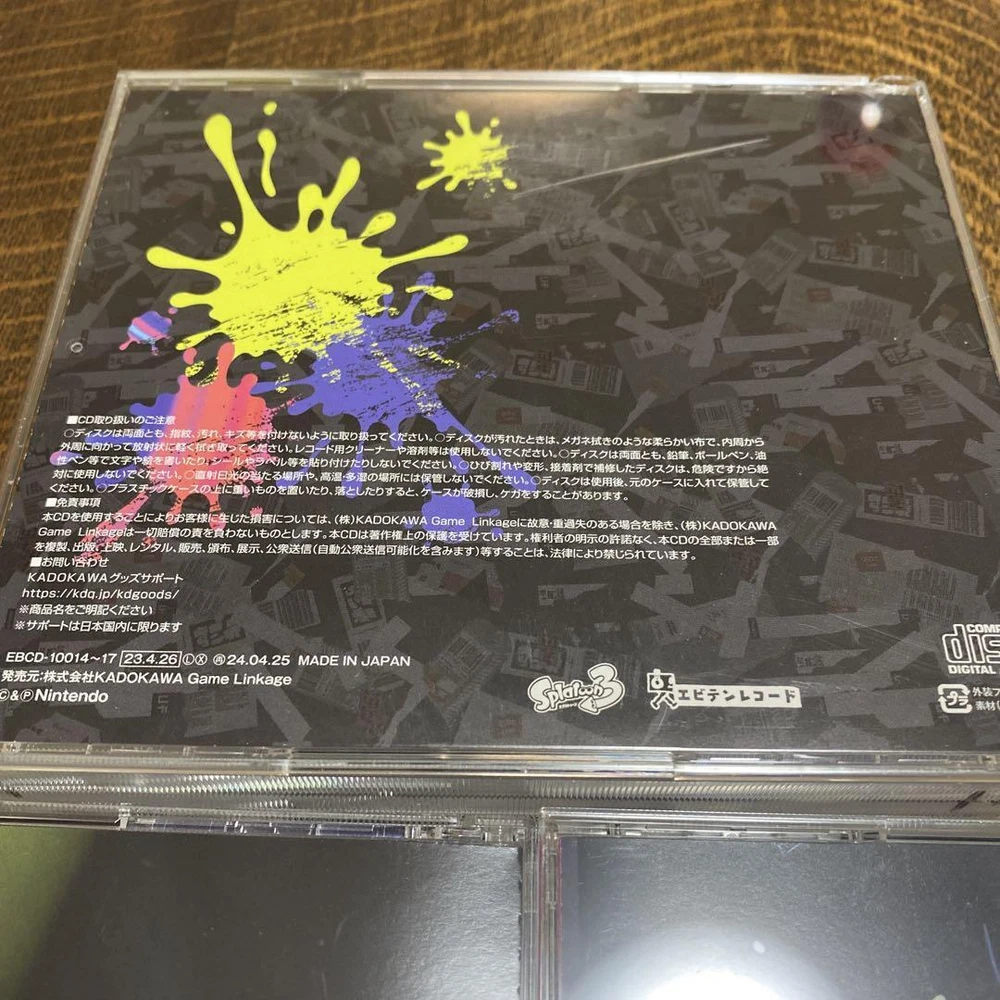 ■CD取り扱いのご注意
○ディスクは両面とも、指紋、汚れ、キズ等を付けないように取り扱ってください。○ディスクが汚れたときは、メガネ拭きのような柔らかい布で、内周から
外周に向かって放射状に軽く拭き取ってください。レコード用クリーナーや溶剤等は使用しないでください。○ディスクは両面とも、鉛筆、ボールペン、油
性ペン等で文字や絵を書いたり、シールやラベル等を貼り付けたりしないでください。○ひび割れや変形、接着剤で補修したディスクは、危険ですから絶
対に使用しないでください。○直射日光の当たる場所や、高温・多湿の場所には保管しないでください。○ディスクは使用後、元のケースに入れて保管して
ください。○プラスチックケースの上に重いものを置いたり、落としたりすると、ケースが破損し、ケガをすることがあります。
■免責事項
本CDを使用することによりお客様に生じた損害については、(株)KADOKAWA Game Linkageに故意・重過失のある場合を除き、(株)KADOKAWA
Game Linkageは一切賠償の責を負わないものとします。本CDは著作権上の保護を受けています。権利者の明示の許諾なく、本CDの全部または一部
を複製、出版、上映、レンタル、販売、頒布、展示、公衆送信(自動公衆送信可能化を含みます)等することは、法律により禁じられています。
■お問い合わせ
KADOKAWAグッズサポート
https://kdq.jp/kdgoods/
※商品名をご明記ください
※サポートは日本国内に限ります
EBCD-10014~17 23.4.26 ⓁⓍ ㊢24.04.25 MADE IN JAPAN
発売元:株式会社KADOKAWA Game Linkage
©&℗Nintendo
Splatoon3
エビテンレコード
DIGITAL
プラ
外装フ
素材